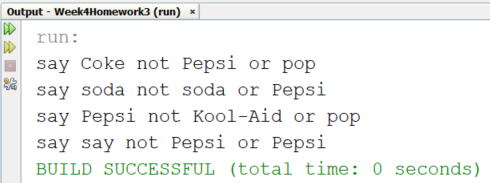 Output - Week4Homework3 (run) ×
run:
say Coke not Pepsi or pop
say soda not soda or Pepsi
say Pepsi not Kool-Aid or pop
say say not Pepsi or Pepsi
BUILD SUCCESSFUL (total time: 0 seconds)